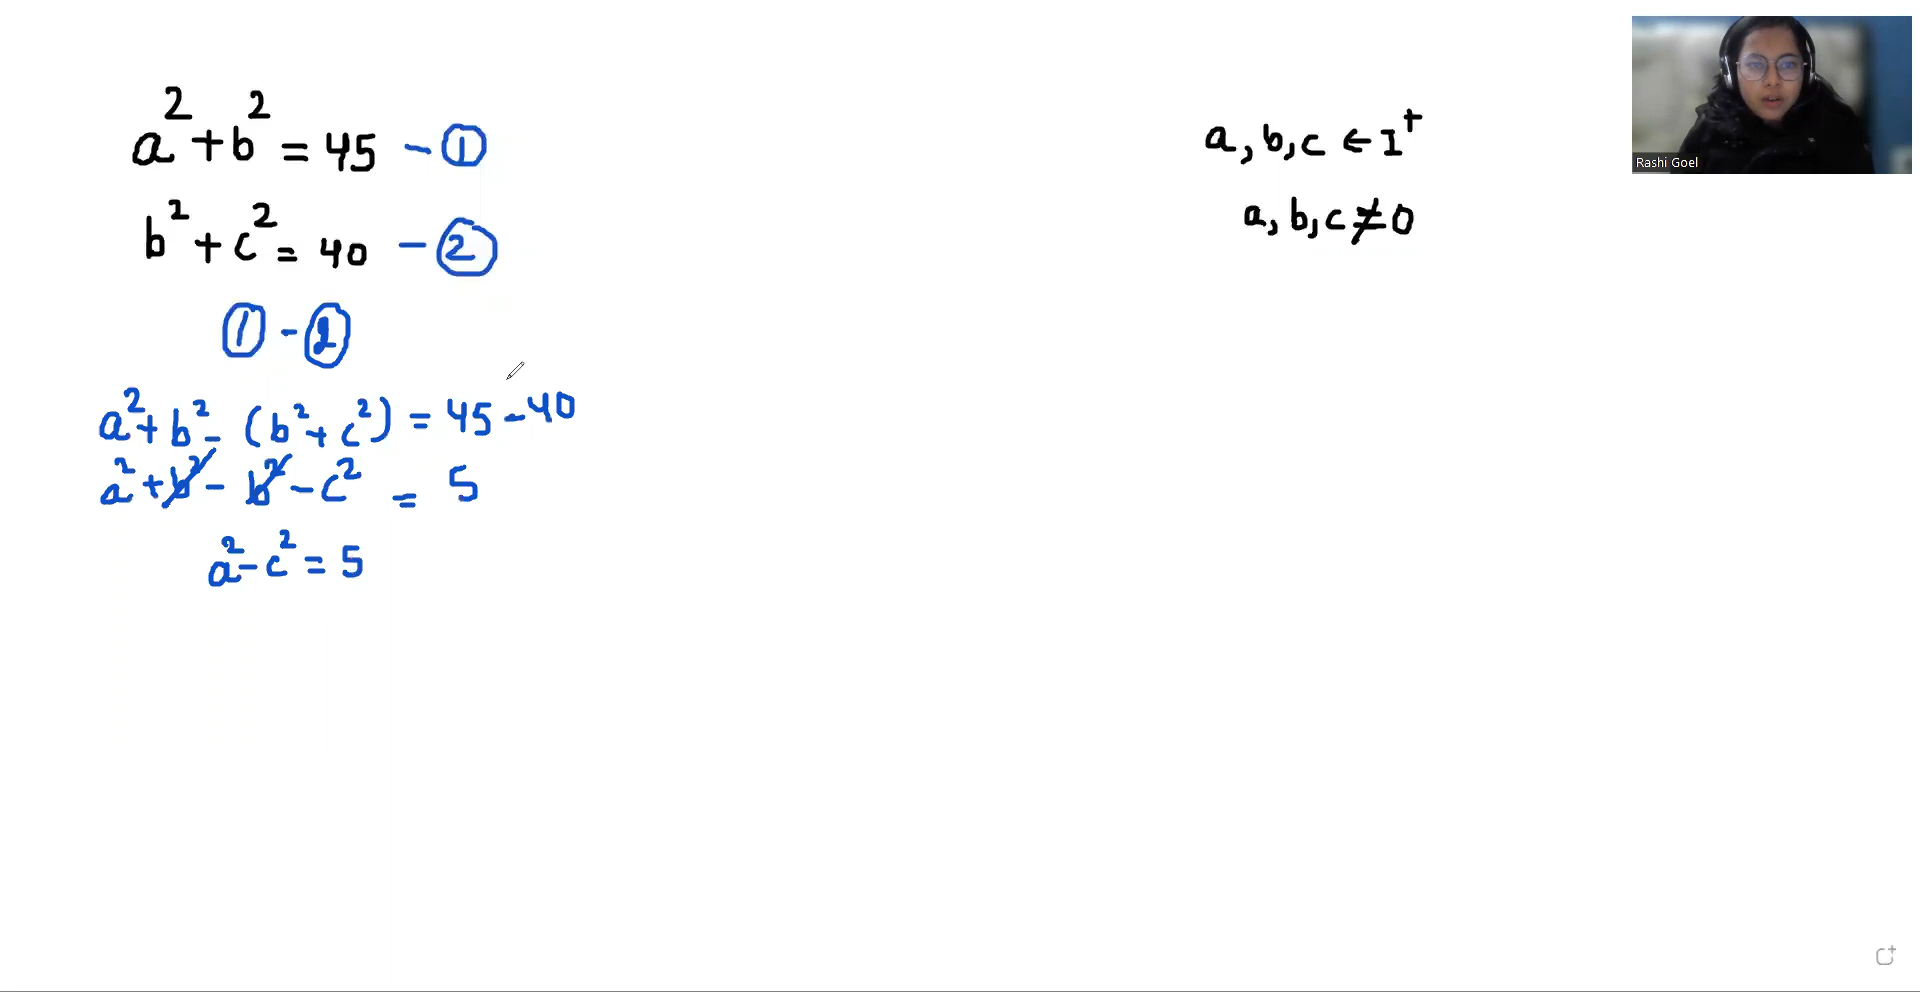 a² + b² = 45 - ①
b² + c² = 40 - ②
① - ②
a² + b² - (b² + c²) = 45 - 40
a² + b² - b² - c² = 5
a² - c² = 5
a, b, c ← I⁺
a, b, c ≠ 0
Rashi Goel